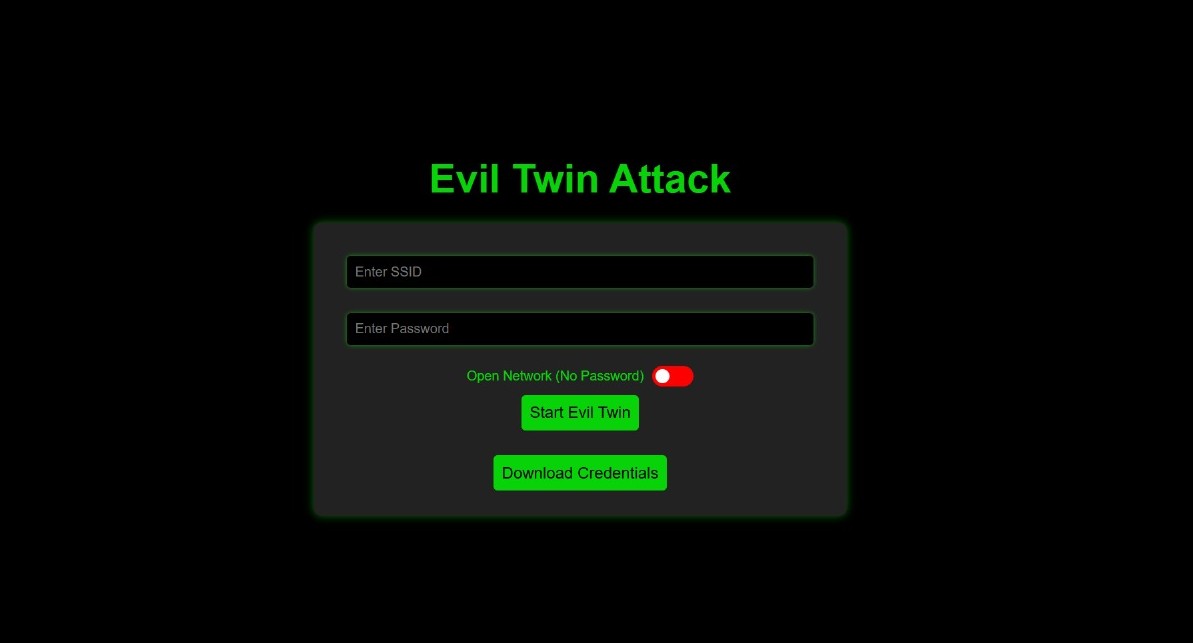 Evil Twin Attack
Enter SSID
Enter Password
Open Network (No Password)
Start Evil Twin
Download Credentials